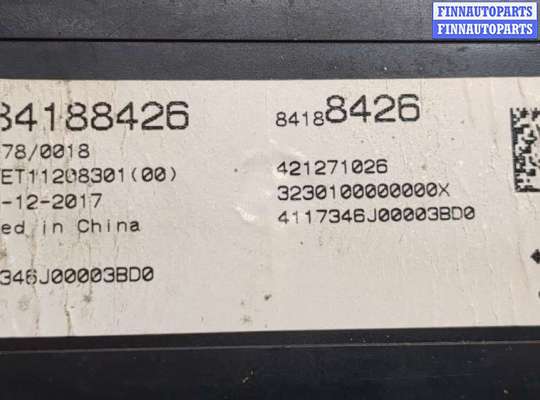 FINNAUTOPARTS
FINNAUTOPARTS
84188426
78/0018
ET11208301(00)
-12-2017
ed in China
346J00003BD0
84188426
421271026
3230100000000X
4117346J00003BD0